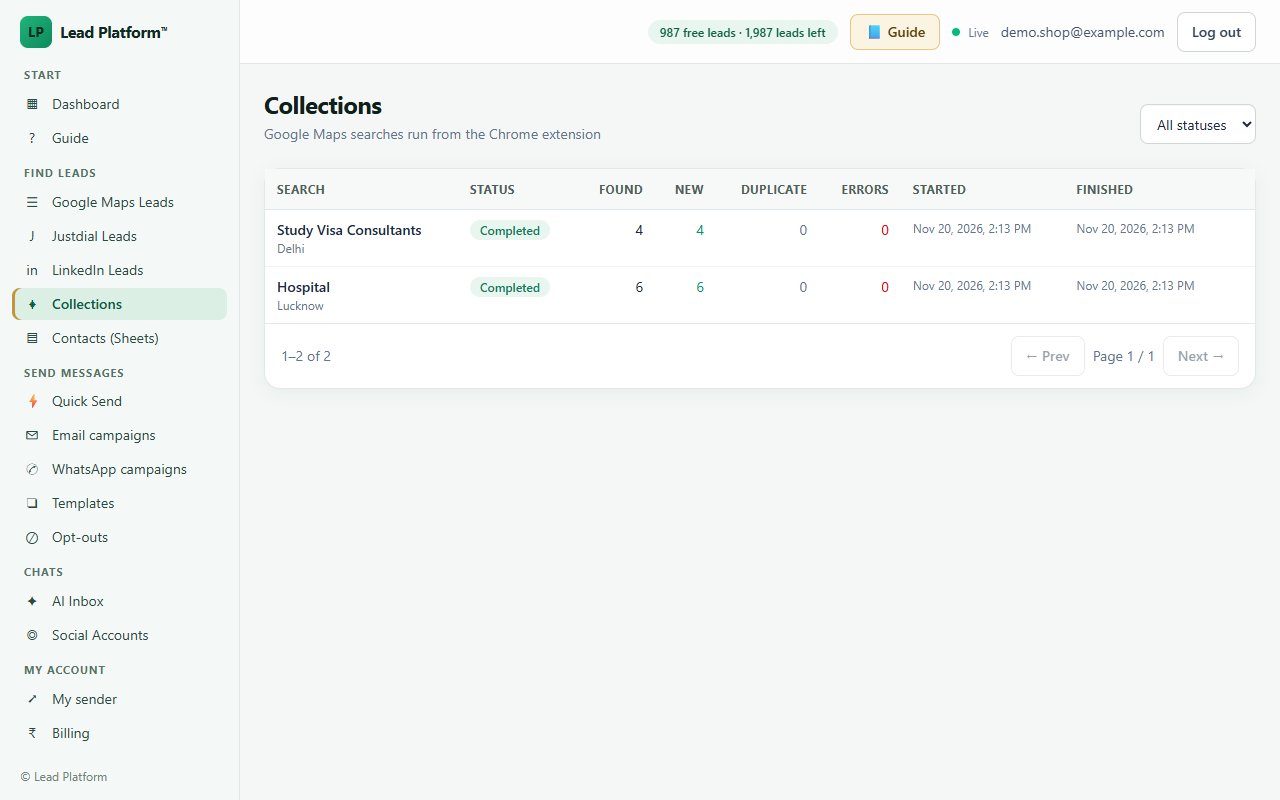 LP Lead Platform™
START
Dashboard
? Guide
FIND LEADS
Google Maps Leads
J Justdial Leads
in LinkedIn Leads
Collections
Contacts (Sheets)
SEND MESSAGES
Quick Send
Email campaigns
WhatsApp campaigns
Templates
Opt-outs
CHATS
AI Inbox
Social Accounts
MY ACCOUNT
My sender
₹ Billing
© Lead Platform
987 free leads · 1,987 leads left
Guide
Live
demo.shop@example.com
Log out
Collections
Google Maps searches run from the Chrome extension
All statuses
SEARCH STATUS FOUND NEW DUPLICATE ERRORS STARTED FINISHED
Study Visa Consultants Completed 4 4 0 0 Nov 20, 2026, 2:13 PM Nov 20, 2026, 2:13 PM
Delhi
Hospital Completed 6 6 0 0 Nov 20, 2026, 2:13 PM Nov 20, 2026, 2:13 PM
Lucknow
1–2 of 2
← Prev Page 1 / 1 Next →